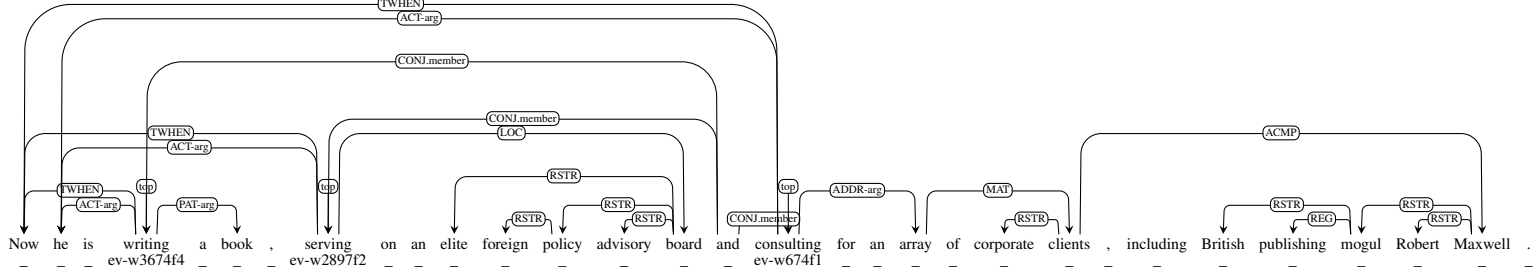 TWHEN
ACT-arg
CONJ.member
CONJ.member
TWHEN LOC
ACT-arg ACMP
RSTR
TWHEN top top top ADDR-arg MAT
ACT-arg PAT-arg RSTR RSTR RSTR
RSTR RSTR CONJ.member RSTR REG RSTR
Now he is writing a book , serving on an elite foreign policy advisory board and consulting for an array of corporate clients , including British publishing mogul Robert Maxwell .
_ _ _ ev-w3674f4 _ _ _ ev-w2897f2 _ _ _ _ _ _ _ _ ev-w674f1 _ _ _ _ _ _ _ _ _ _ _ _ _ _